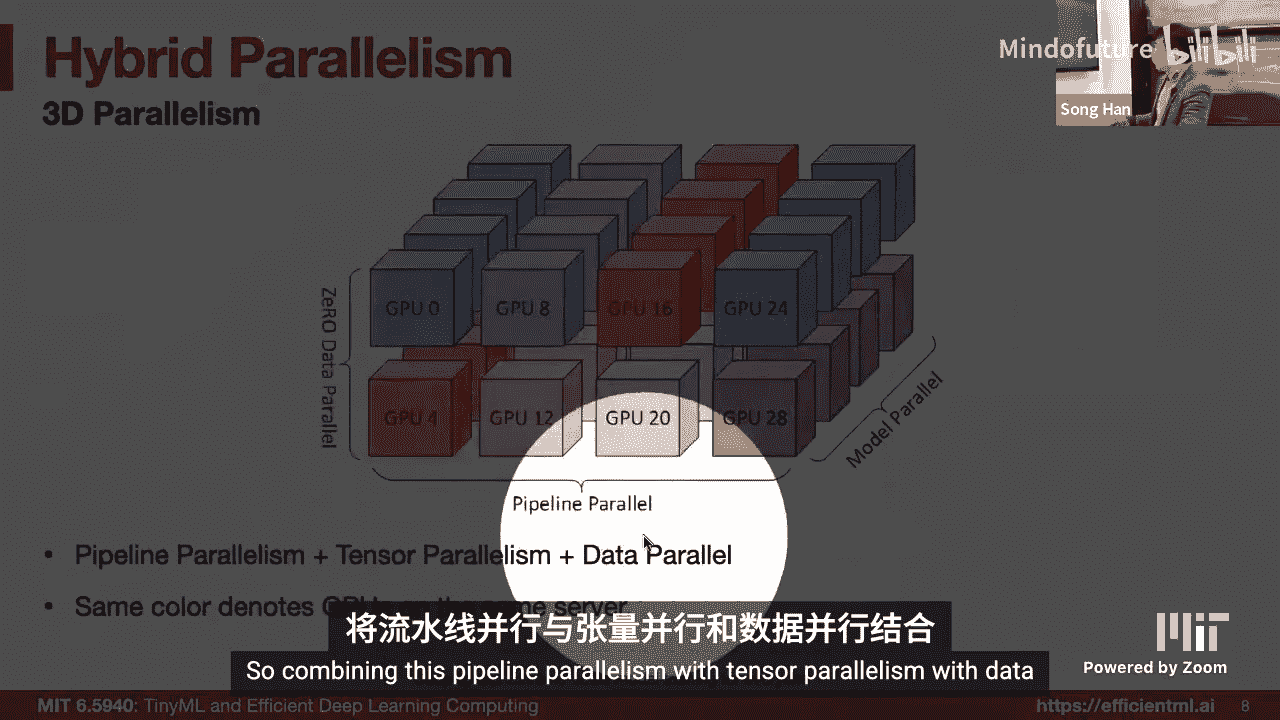 Hybrid Parallelism
3D Parallelism
Mindofuture bilibili
Song Han
GPU 0
GPU 8
GPU 16
GPU 24
ZeRO Data Parallel
GPU 4
GPU 12
GPU 20
GPU 28
Model Parallel
Pipeline Parallel
• Pipeline Parallelism + Tensor Parallelism + Data Parallel
• Same color denotes
server
将流水线并行与张量并行和数据并行结合
So combining this pipeline parallelism with tensor parallelism with data
MIT
Powered by Zoom
MIT 6.5940: TinyML and Efficient Deep Learning Computing
https://efficientml.ai
8